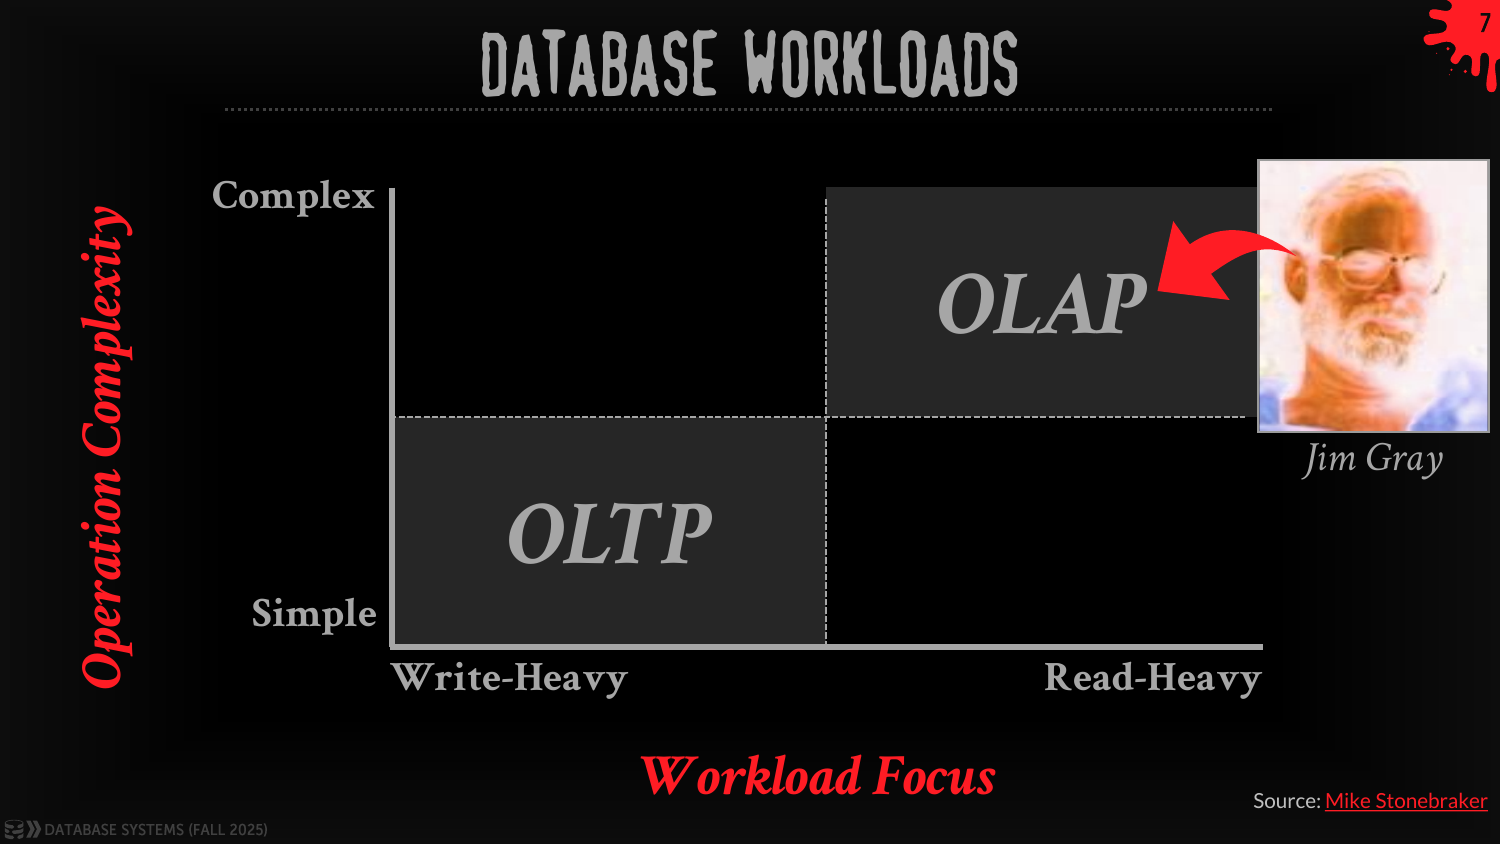 7
DATABASE WORKLOADS
Complex
Operation Complexity
OLAP
Jim Gray
OLTP
Simple
Write-Heavy
Read-Heavy
Workload Focus
Source: Mike Stonebraker
DATABASE SYSTEMS (FALL 2025)